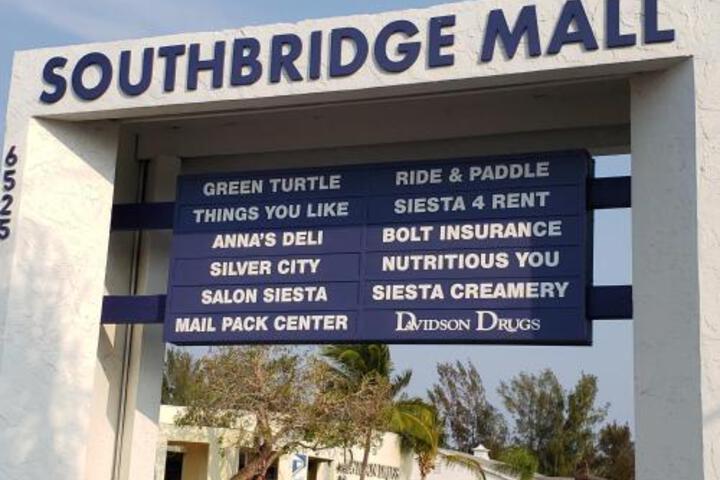 SOUTHBRIDGE MALL
6525
GREEN TURTLE
THINGS YOU LIKE
ANNA'S DELI
SILVER CITY
SALON SIESTA
MAIL PACK CENTER
RIDE & PADDLE
SIESTA 4 RENT
BOLT INSURANCE
NUTRITIOUS YOU
SIESTA CREAMERY
DAVIDSON DRUGS